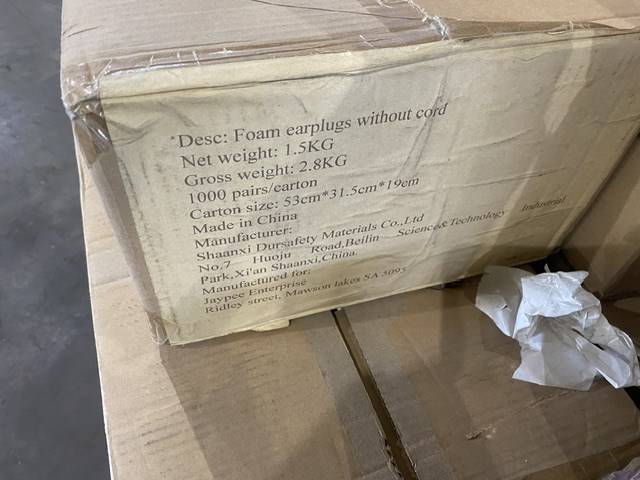 Desc: Foam earplugs without cord
Net weight: 1.5KG
Gross weight: 2.8KG
1000 pairs/carton
Carton size: 53cm*31.5cm*19cm
Made in China
Manufacturer:
Shaanxi Dursafety Materials Co.,Ltd
No.7 Huoju Road,Beilin Science&Technology Industrial
Park,Xi'an Shaanxi,China.
Manufactured for:
Jaypee Enterprise
Ridley street, Mawson lakes SA 5095